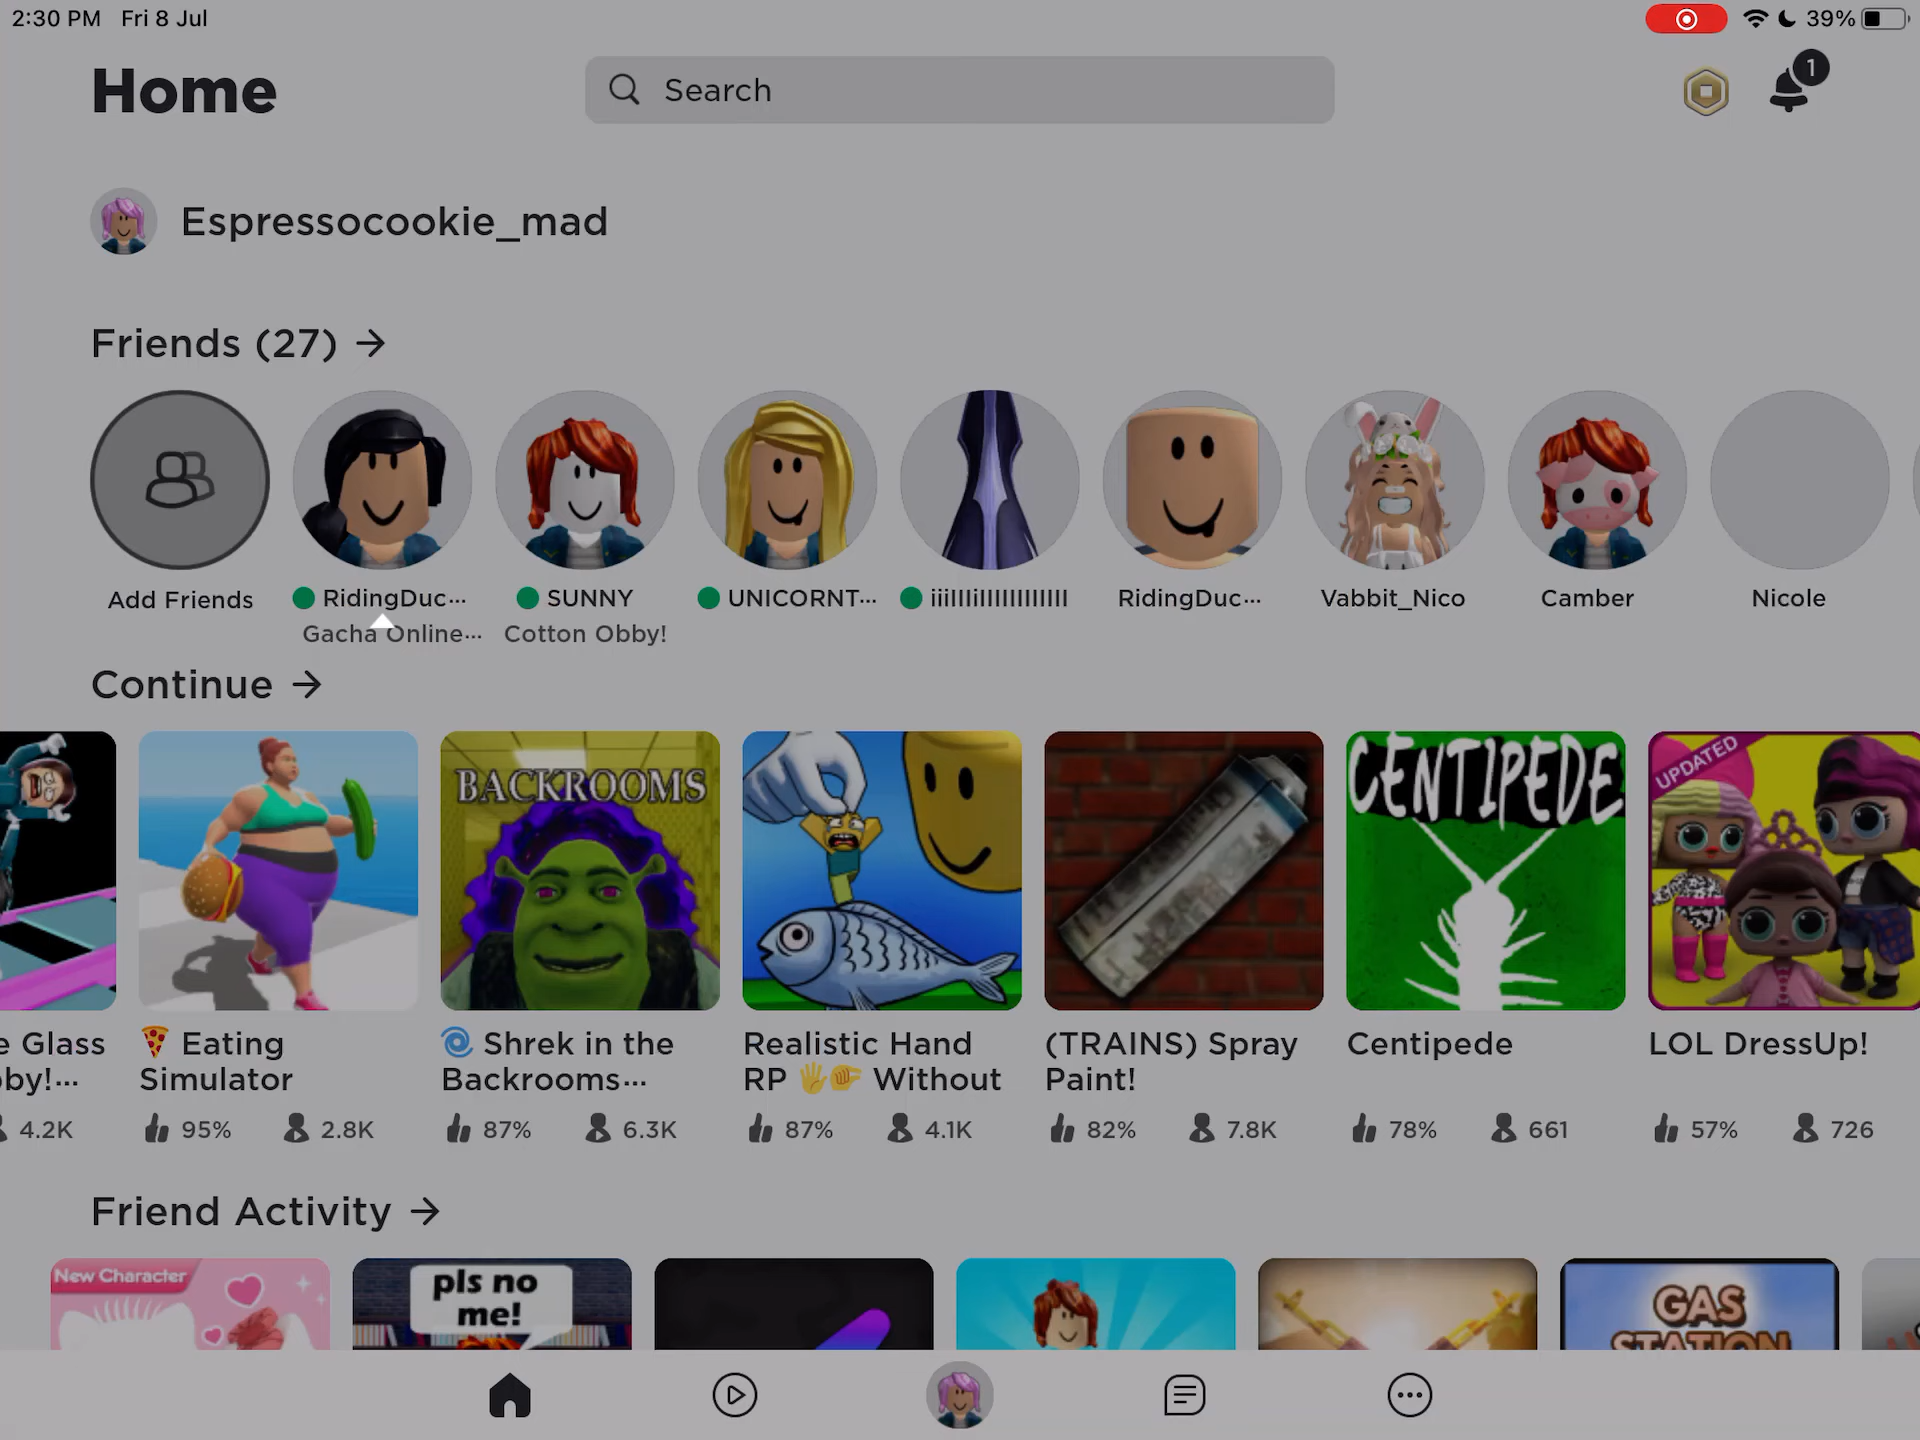 2:30 PM Fri 8 Jul
39%
Home
Search
1
Espressocookie_mad
Friends (27) →
Add Friends
RidingDuc...
SUNNY
UNICORNT...
RidingDuc...
Vabbit_Nico
Camber
Nicole
Gacha Online...
Cotton Obby!
Continue →
BACKROOMS
CENTIPEDE
UPDATED
e Glass
by!...
🍕 Eating
Simulator
🌀 Shrek in the
Backrooms...
Realistic Hand
RP 🖐️🤛 Without
(TRAINS) Spray
Paint!
Centipede
LOL DressUp!
4.2K
95% 2.8K
87% 6.3K
87% 4.1K
82% 7.8K
78% 661
57% 726
Friend Activity →
New Character
pls no
me!
GAS
STATION